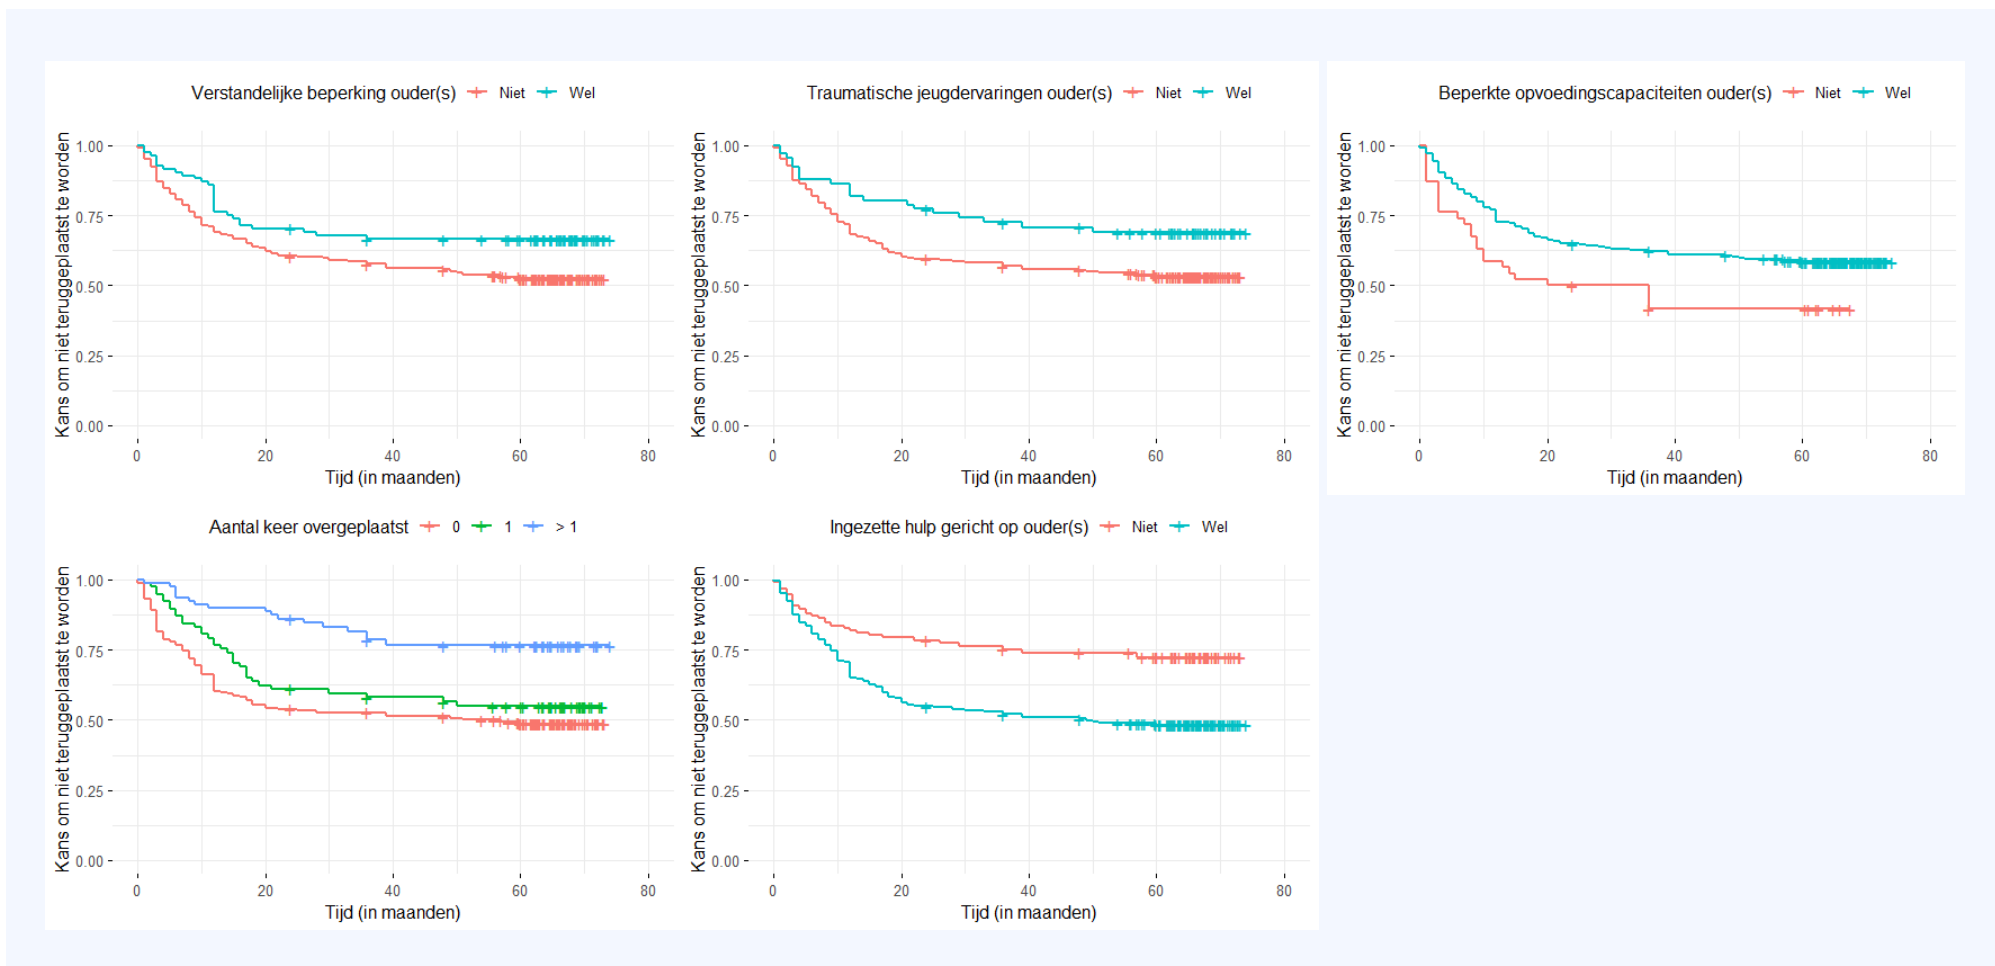 Verstandelijke beperking ouder(s) Niet Wel
Kans om niet teruggeplaatst te worden
1.00
0.75
0.50
0.25
0.00
0 20 40 60 80
Tijd (in maanden)
Traumatische jeugdervaringen ouder(s) Niet Wel
Kans om niet teruggeplaatst te worden
1.00
0.75
0.50
0.25
0.00
0 20 40 60 80
Tijd (in maanden)
Beperkte opvoedingscapaciteiten ouder(s) Niet Wel
Kans om niet teruggeplaatst te worden
1.00
0.75
0.50
0.25
0.00
0 20 40 60 80
Tijd (in maanden)
Aantal keer overgeplaatst 0 1 > 1
Kans om niet teruggeplaatst te worden
1.00
0.75
0.50
0.25
0.00
0 20 40 60 80
Tijd (in maanden)
Ingezette hulp gericht op ouder(s) Niet Wel
Kans om niet teruggeplaatst te worden
1.00
0.75
0.50
0.25
0.00
0 20 40 60 80
Tijd (in maanden)